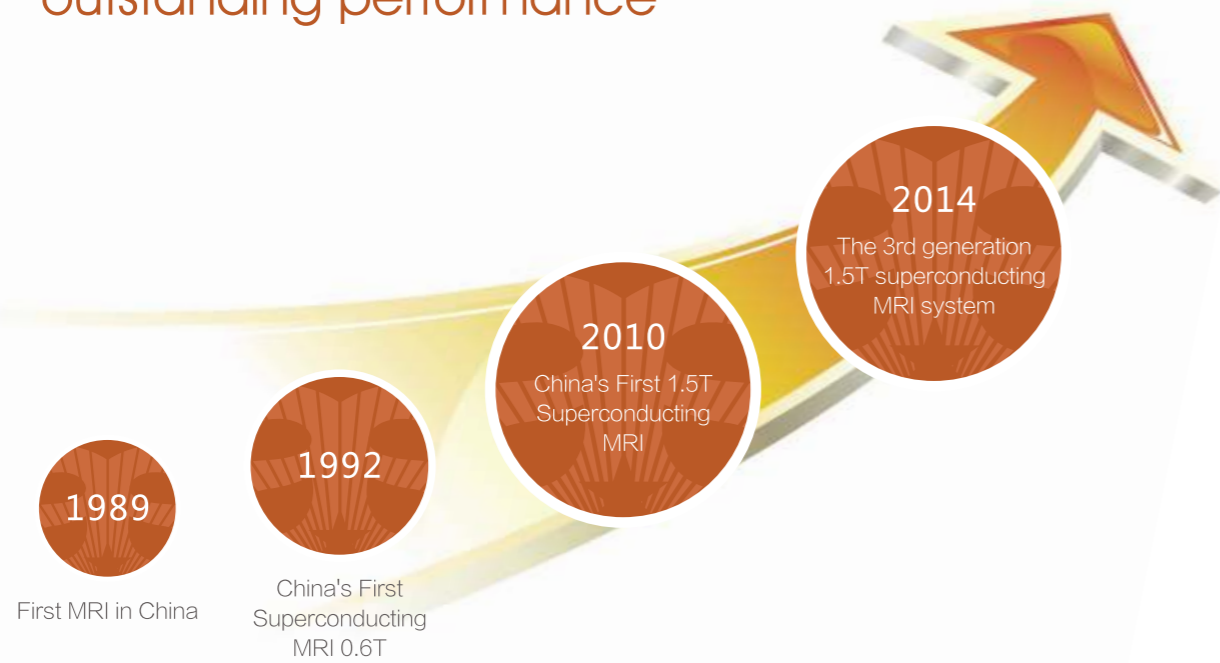 outstanding performance
1989
First MRI in China
1992
China's First
Superconducting
MRI 0.6T
2010
China's First 1.5T
Superconducting
MRI
2014
The 3rd generation
1.5T superconducting
MRI system